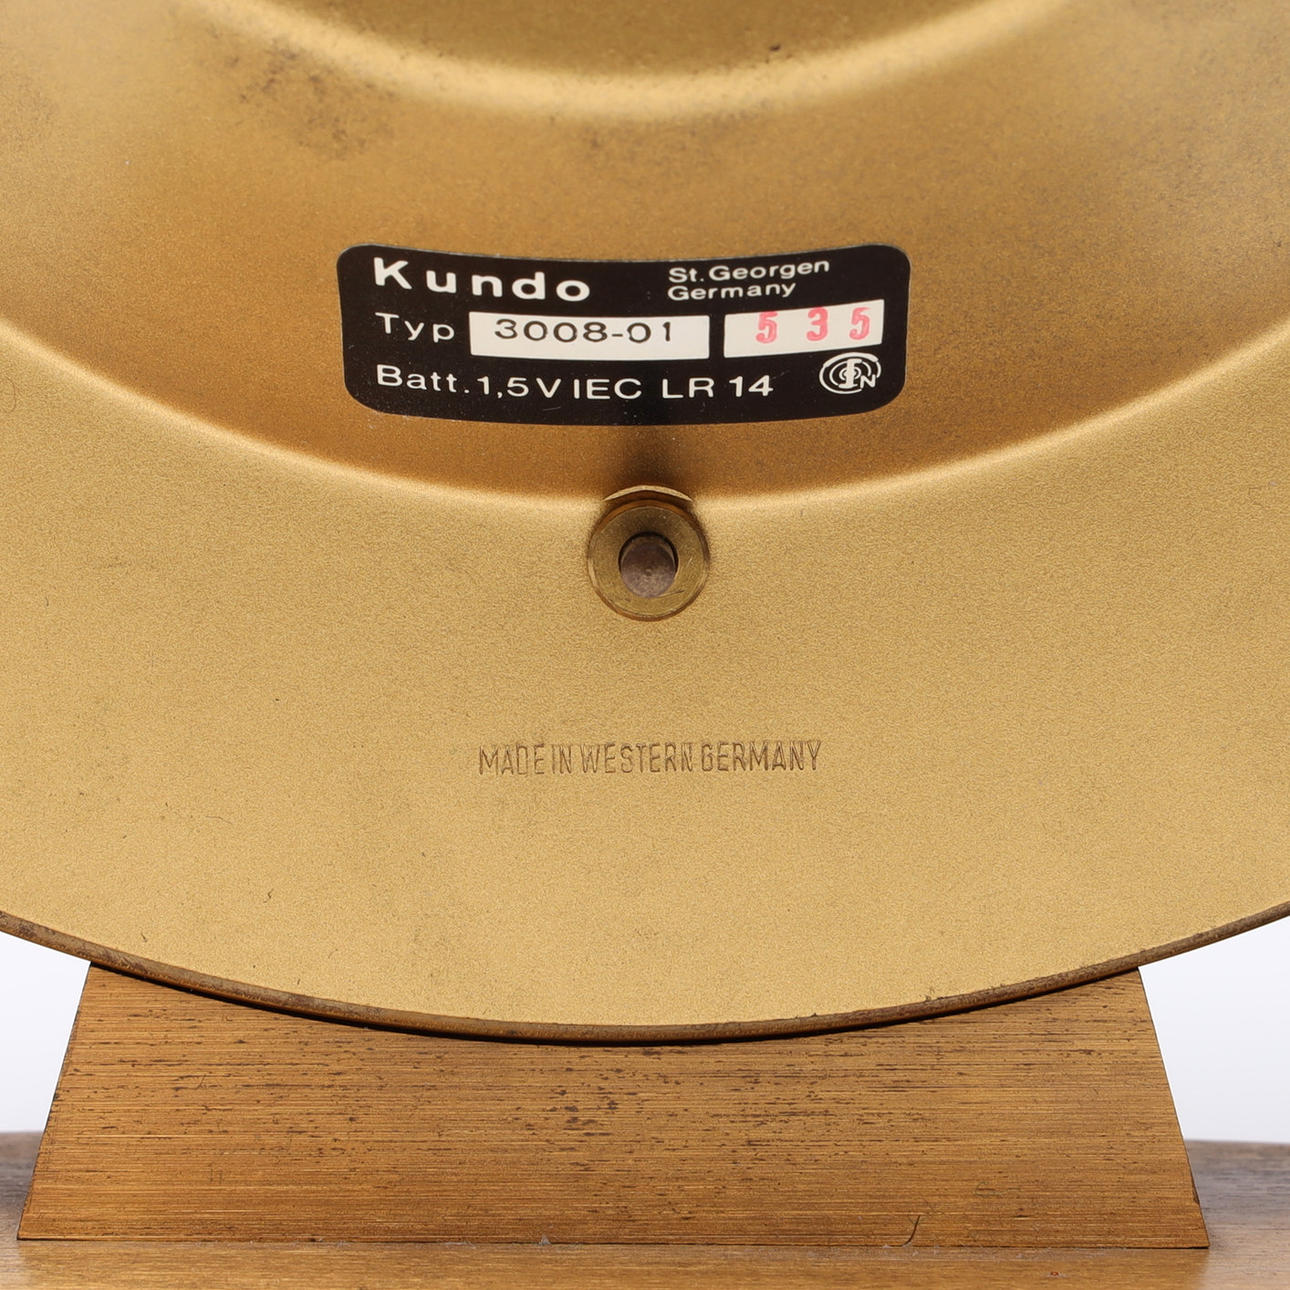 Kundo St. Georgen
Germany
Typ 3008-01 535
Batt. 1,5V IEC LR 14
MADE IN WESTERN GERMANY